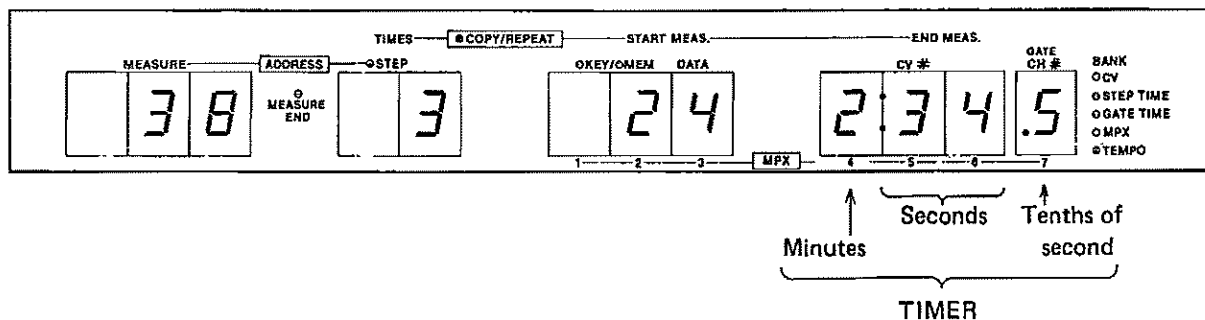 TIMES COPY/REPEAT START MEAS. END MEAS.
MEASURE ADDRESS STEP KEY/MEM DATA CV # GATE CH # BANK
CV
STEP TIME
GATE TIME
MPX
TEMPO
MEASURE END
38 3 24 2:34 .5
1 2 3 MPX 4 5 6 7
Minutes Seconds Tenths of second
TIMER